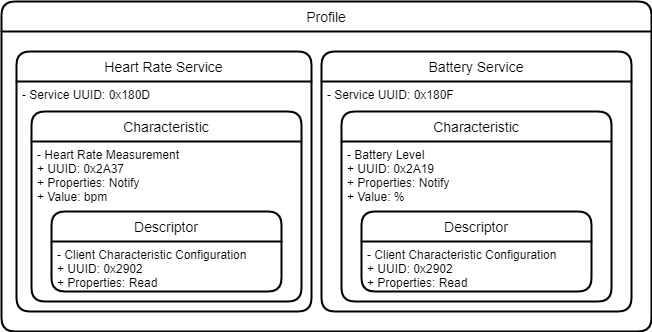 Profile
Heart Rate Service
- Service UUID: 0x180D
Characteristic
- Heart Rate Measurement
+ UUID: 0x2A37
+ Properties: Notify
+ Value: bpm
Descriptor
- Client Characteristic Configuration
+ UUID: 0x2902
+ Properties: Read
Battery Service
- Service UUID: 0x180F
Characteristic
- Battery Level
+ UUID: 0x2A19
+ Properties: Notify
+ Value: %
Descriptor
- Client Characteristic Configuration
+ UUID: 0x2902
+ Properties: Read